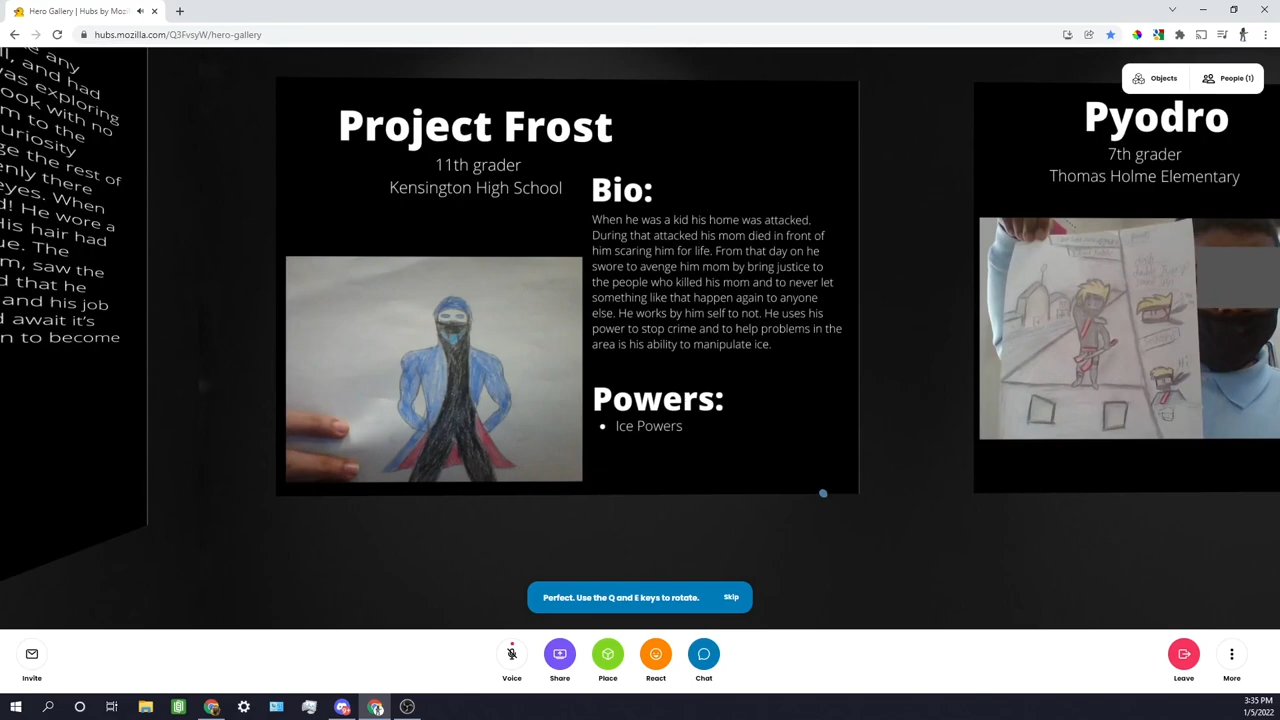 Hero Gallery | Hubs by Moz
hubs.mozilla.com/Q3FvsyW/hero-gallery
Objects
People (1)
any
and had
was exploring
ook with no
m to the
uriosity
ge the rest of
enly there
eyes. When
d! He wore a
His hair had
ue. The
m, saw the
d that he
and his job
d await it's
n to become
Project Frost
11th grader
Kensington High School
Bio:
When he was a kid his home was attacked.
During that attacked his mom died in front of
him scaring him for life. From that day on he
swore to avenge him mom by bring justice to
the people who killed his mom and to never let
something like that happen again to anyone
else. He works by him self to not. He uses his
power to stop crime and to help problems in the
area is his ability to manipulate ice.
Powers:
• Ice Powers
Pyodro
7th grader
Thomas Holme Elementary
Perfect. Use the Q and E keys to rotate.
Skip
Invite
Voice
Share
Place
React
Chat
Leave
More
3:35 PM
1/5/2022